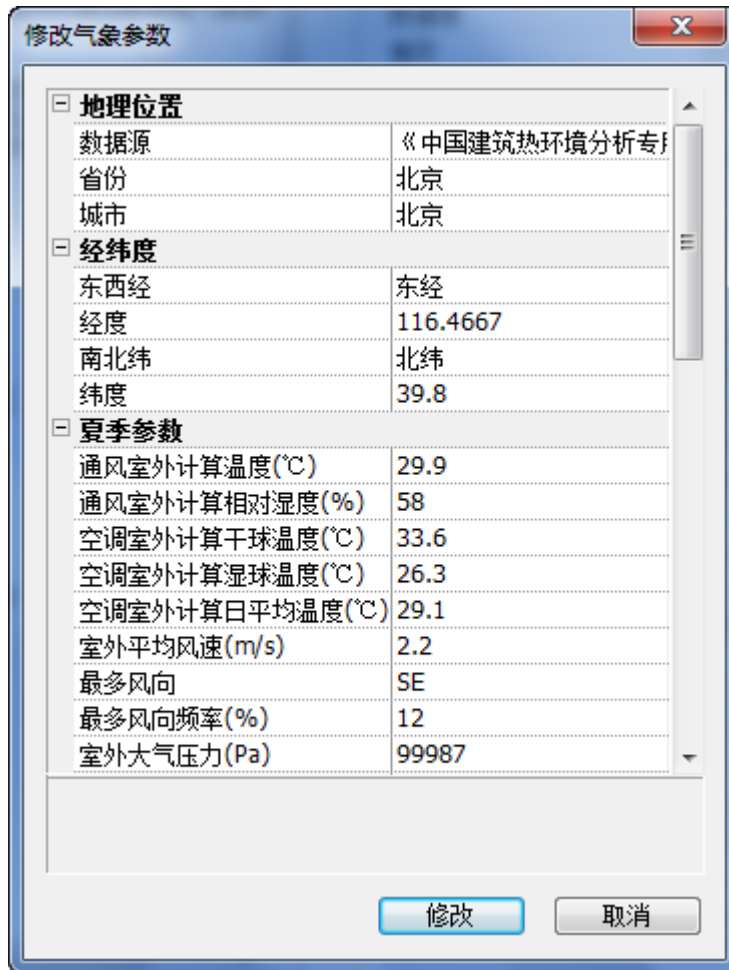 修改气象参数
地理位置
数据源 《中国建筑热环境分析专
省份 北京
城市 北京
经纬度
东西经 东经
经度 116.4667
南北纬 北纬
纬度 39.8
夏季参数
通风室外计算温度(℃) 29.9
通风室外计算相对湿度(%) 58
空调室外计算干球温度(℃) 33.6
空调室外计算湿球温度(℃) 26.3
空调室外计算日平均温度(℃) 29.1
室外平均风速(m/s) 2.2
最多风向 SE
最多风向频率(%) 12
室外大气压力(Pa) 99987
修改 取消